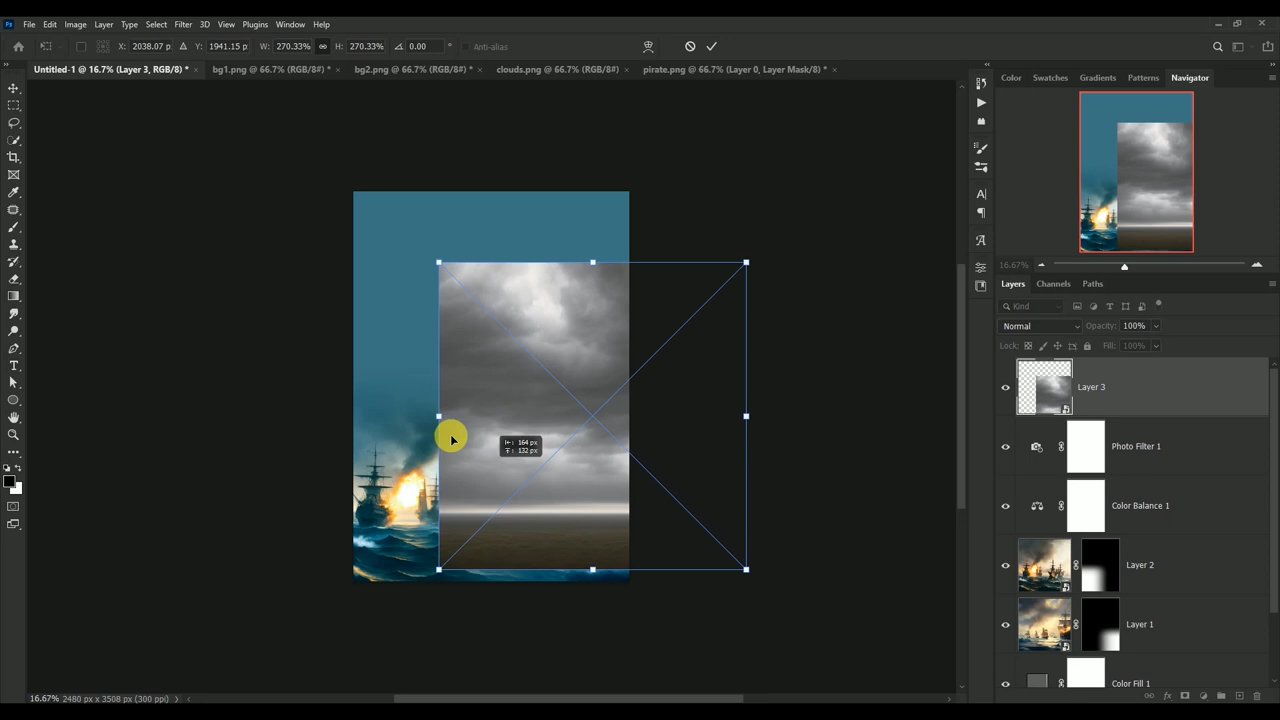 Ps File Edit Image Layer Type Select Filter 3D View Plugins Window Help
X: 2038.07 p Y: 1941.15 p W: 270.33% H: 270.33% 0.00 ° Anti-alias
Untitled-1 @ 16.7% (Layer 3, RGB/8) * × bg1.png @ 66.7% (RGB/8#) * × bg2.png @ 66.7% (RGB/8#) * × clouds.png @ 66.7% (RGB/8#) × pirate.png @ 66.7% (Layer 0, Layer Mask/8) * ×
Color Swatches Gradients Patterns Navigator
16.67%
Layers Channels Paths
Kind
Normal Opacity: 100%
Lock: Fill: 100%
Layer 3
Photo Filter 1
Color Balance 1
Layer 2
Layer 1
Color Fill 1
164 px
132 px
16.67% 2480 px x 3508 px (300 ppi)